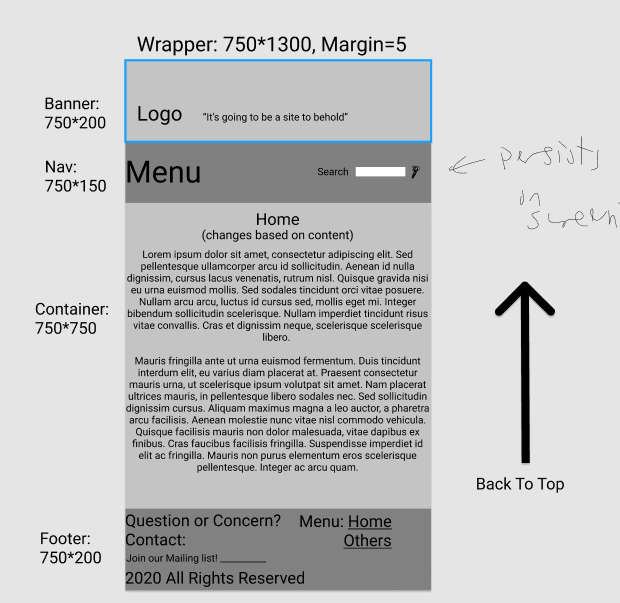 Wrapper: 750*1300, Margin=5
Banner:
750*200
Logo
“It's going to be a site to behold”
Nav:
750*150
Menu
Search
persists
on
Home
(changes based on content)
Lorem ipsum dolor sit amet, consectetur adipiscing elit. Sed
pellentesque ullamcorper arcu id sollicitudin. Aenean id nulla
dignissim, cursus lacus venenatis, rutrum nisl. Quisque gravida nisi
eu urna euismod mollis. Sed sodales tincidunt orci vitae posuere.
Nullam arcu arcu, luctus id cursus sed, mollis eget mi. Integer
bibendum sollicitudin scelerisque. Nullam imperdiet tincidunt risus
vitae convallis. Cras et dignissim neque, scelerisque scelerisque
libero.
Container:
750*750
Mauris fringilla ante ut urna euismod fermentum. Duis tincidunt
interdum elit, eu varius diam placerat at. Praesent consectetur
mauris urna, ut scelerisque ipsum volutpat sit amet. Nam placerat
ultrices mauris, in pellentesque libero sodales nec. Sed sollicitudin
dignissim cursus. Aliquam maximus magna a leo auctor, a pharetra
arcu facilisis. Aenean molestie nunc vitae nisl commodo vehicula.
Quisque facilisis mauris non dolor malesuada, vitae dapibus ex
finibus. Cras faucibus facilisis fringilla. Suspendisse imperdiet id
elit ac fringilla. Mauris non purus elementum eros scelerisque
pellentesque. Integer ac arcu quam.
Back To Top
Footer:
750*200
Question or Concern?
Contact:
Menu: Home
Others
Join our Mailing list! _________
2020 All Rights Reserved